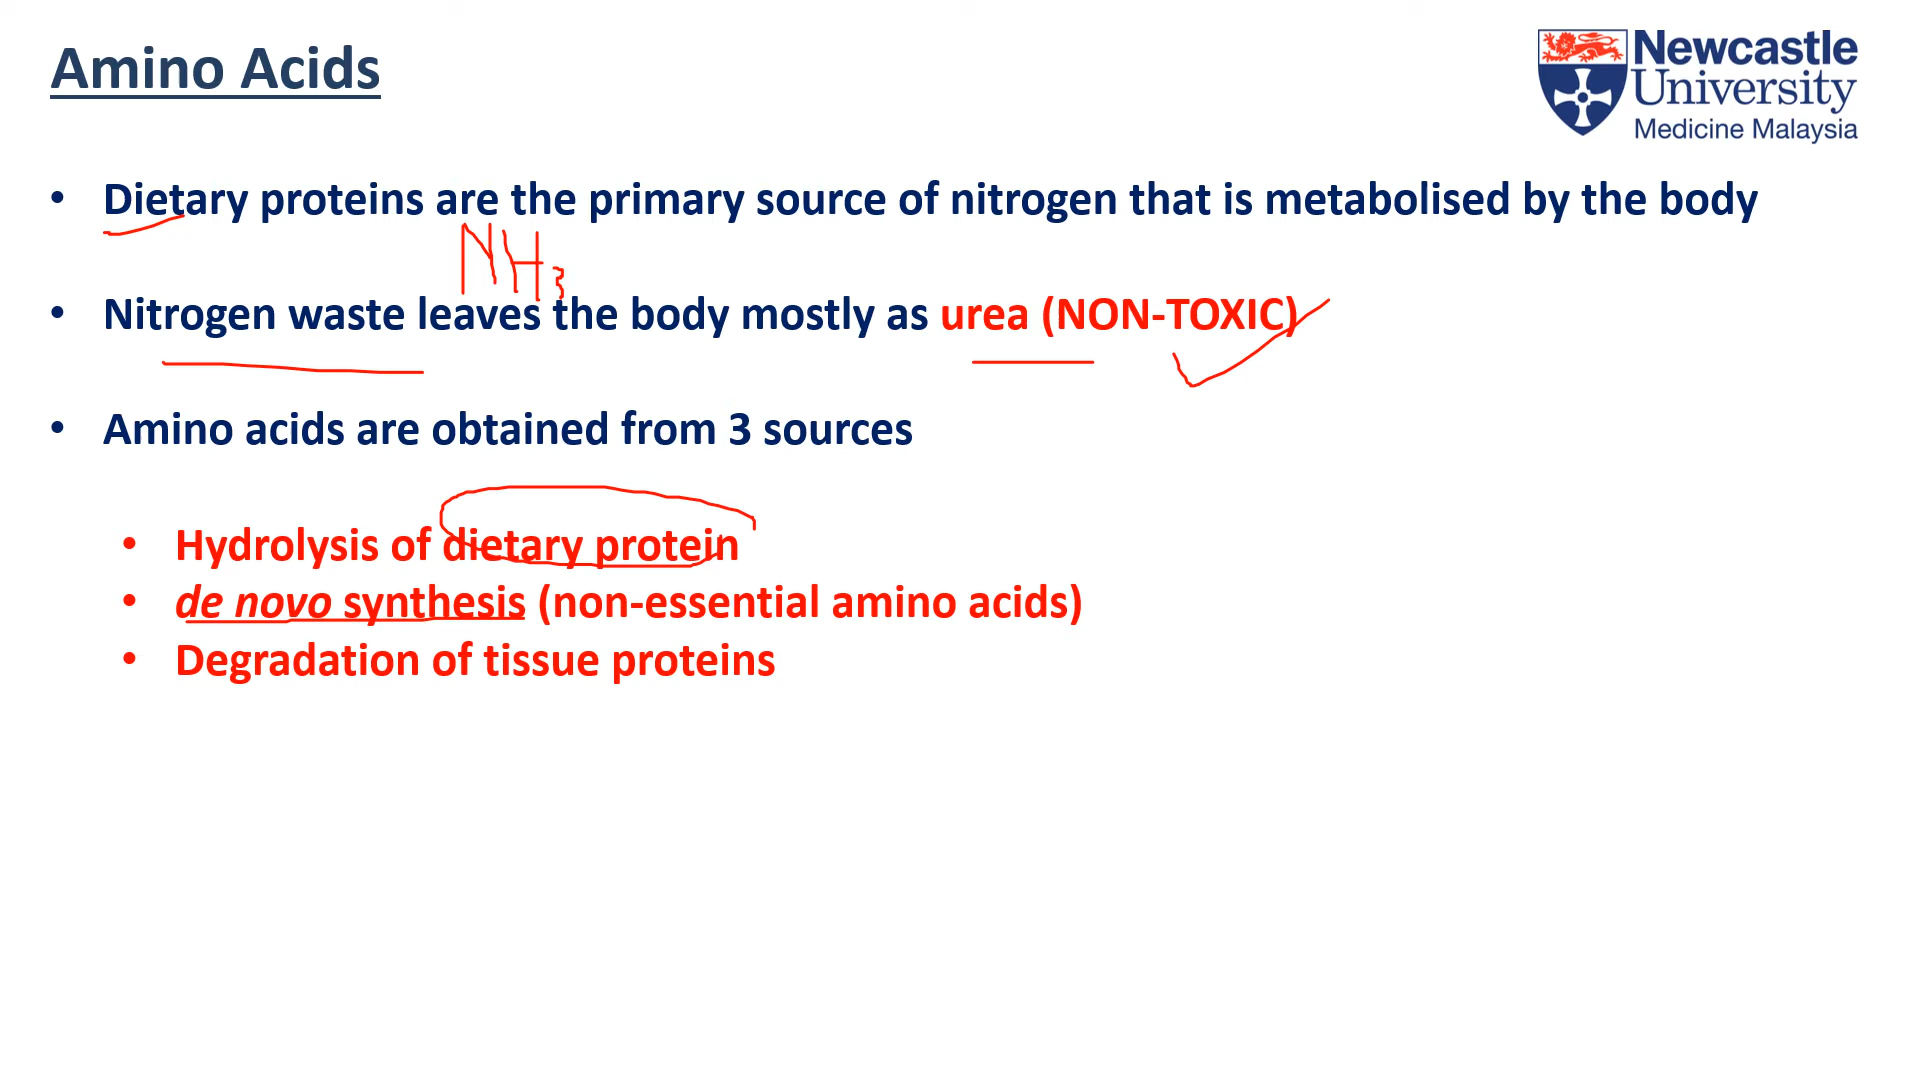 Amino Acids
Newcastle
University
Medicine Malaysia
• Dietary proteins are the primary source of nitrogen that is metabolised by the body
NH3
• Nitrogen waste leaves the body mostly as urea (NON-TOXIC)
• Amino acids are obtained from 3 sources
• Hydrolysis of dietary protein
• de novo synthesis (non-essential amino acids)
• Degradation of tissue proteins